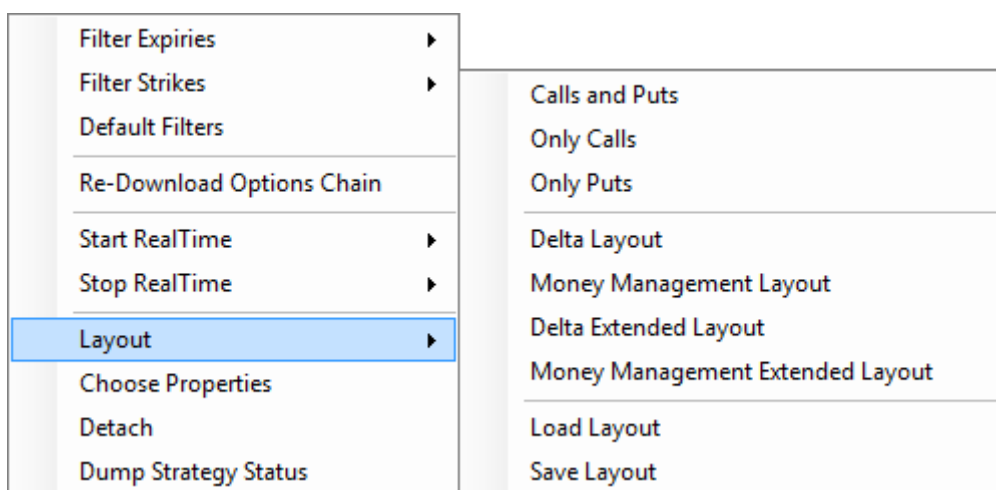 Filter Expiries
Filter Strikes
Default Filters
Re-Download Options Chain
Start RealTime
Stop RealTime
Layout
Choose Properties
Detach
Dump Strategy Status
Calls and Puts
Only Calls
Only Puts
Delta Layout
Money Management Layout
Delta Extended Layout
Money Management Extended Layout
Load Layout
Save Layout